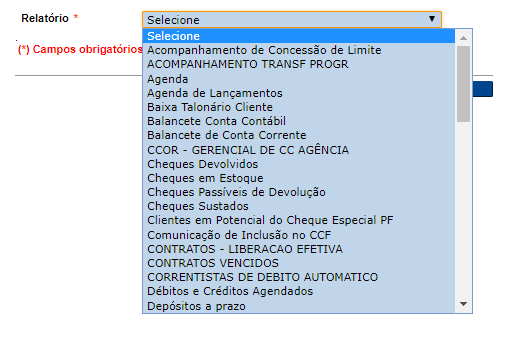 Relatório *
Selecione
(*) Campos obrigatórios
Selecione
Acompanhamento de Concessão de Limite
ACOMPANHAMENTO TRANSF PROGR
Agenda
Agenda de Lançamentos
Baixa Talonário Cliente
Balancete Conta Contábil
Balancete de Conta Corrente
CCOR - GERENCIAL DE CC AGÊNCIA
Cheques Devolvidos
Cheques em Estoque
Cheques Passíveis de Devolução
Cheques Sustados
Clientes em Potencial do Cheque Especial PF
Comunicação de Inclusão no CCF
CONTRATOS - LIBERACAO EFETIVA
CONTRATOS VENCIDOS
CORRENTISTAS DE DEBITO AUTOMATICO
Débitos e Créditos Agendados
Depósitos a prazo